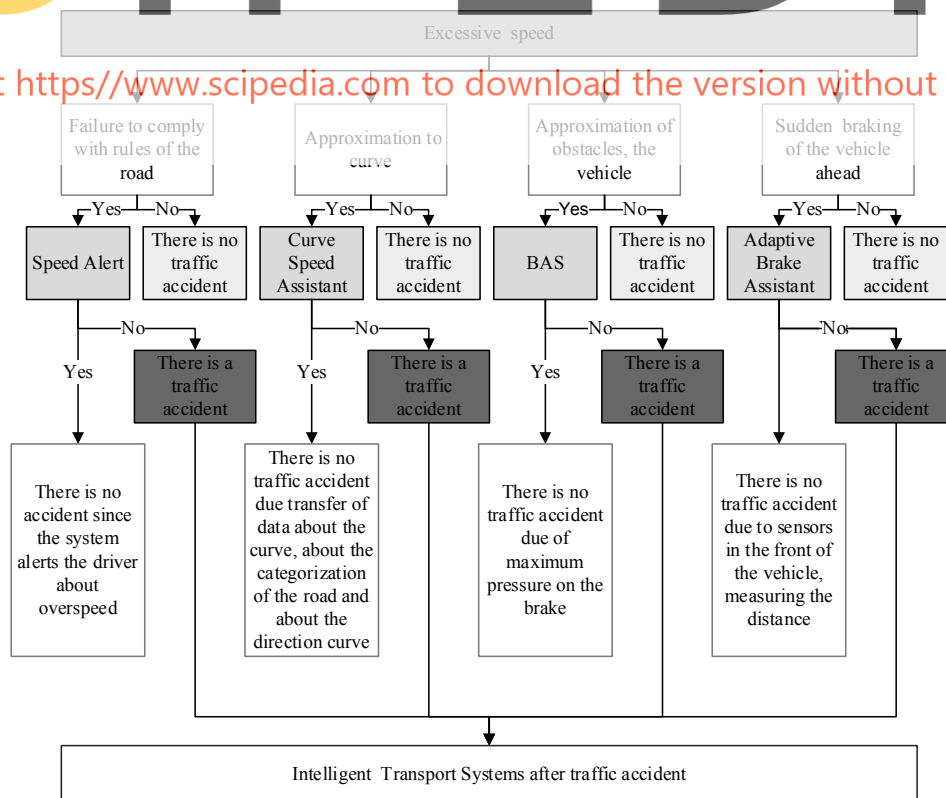 Excessive speed
t https//www.scipedia.com to download the version without
Failure to comply
with rules of the
road
Approximation to
curve
Approximation of
obstacles, the
vehicle
Sudden braking
of the vehicle
ahead
Yes
No
Yes
No
Yes
No
Yes
No
Speed Alert
There is no
traffic
accident
Curve
Speed
Assistant
There is no
traffic
accident
BAS
There is no
traffic
accident
Adaptive
Brake
Assistant
There is no
traffic
accident
No
No
No
No
Yes
There is a
traffic
accident
Yes
There is a
traffic
accident
Yes
There is a
traffic
accident
There is a
traffic
accident
There is no
accident since
the system
alerts the driver
about
overspeed
There is no
traffic accident
due transfer of
data about the
curve, about the
categorization
of the road and
about the
direction curve
There is no
traffic accident
due of
maximum
pressure on the
brake
There is no
traffic accident
due to sensors
in the front of
the vehicle,
measuring the
distance
Intelligent Transport Systems after traffic accident